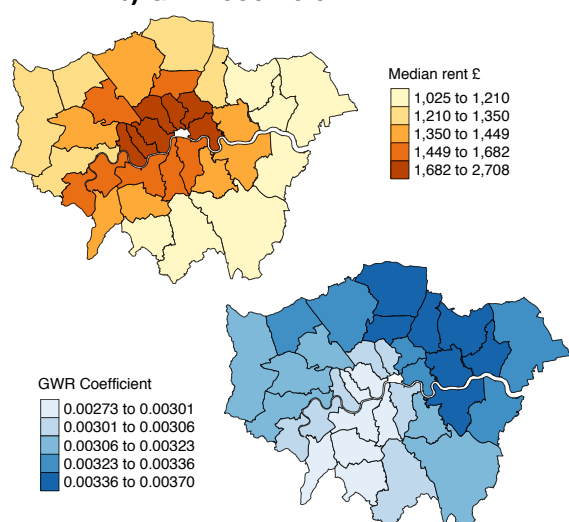 Median rent £
1,025 to 1,210
1,210 to 1,350
1,350 to 1,449
1,449 to 1,682
1,682 to 2,708
GWR Coefficient
0.00273 to 0.00301
0.00301 to 0.00306
0.00306 to 0.00323
0.00323 to 0.00336
0.00336 to 0.00370